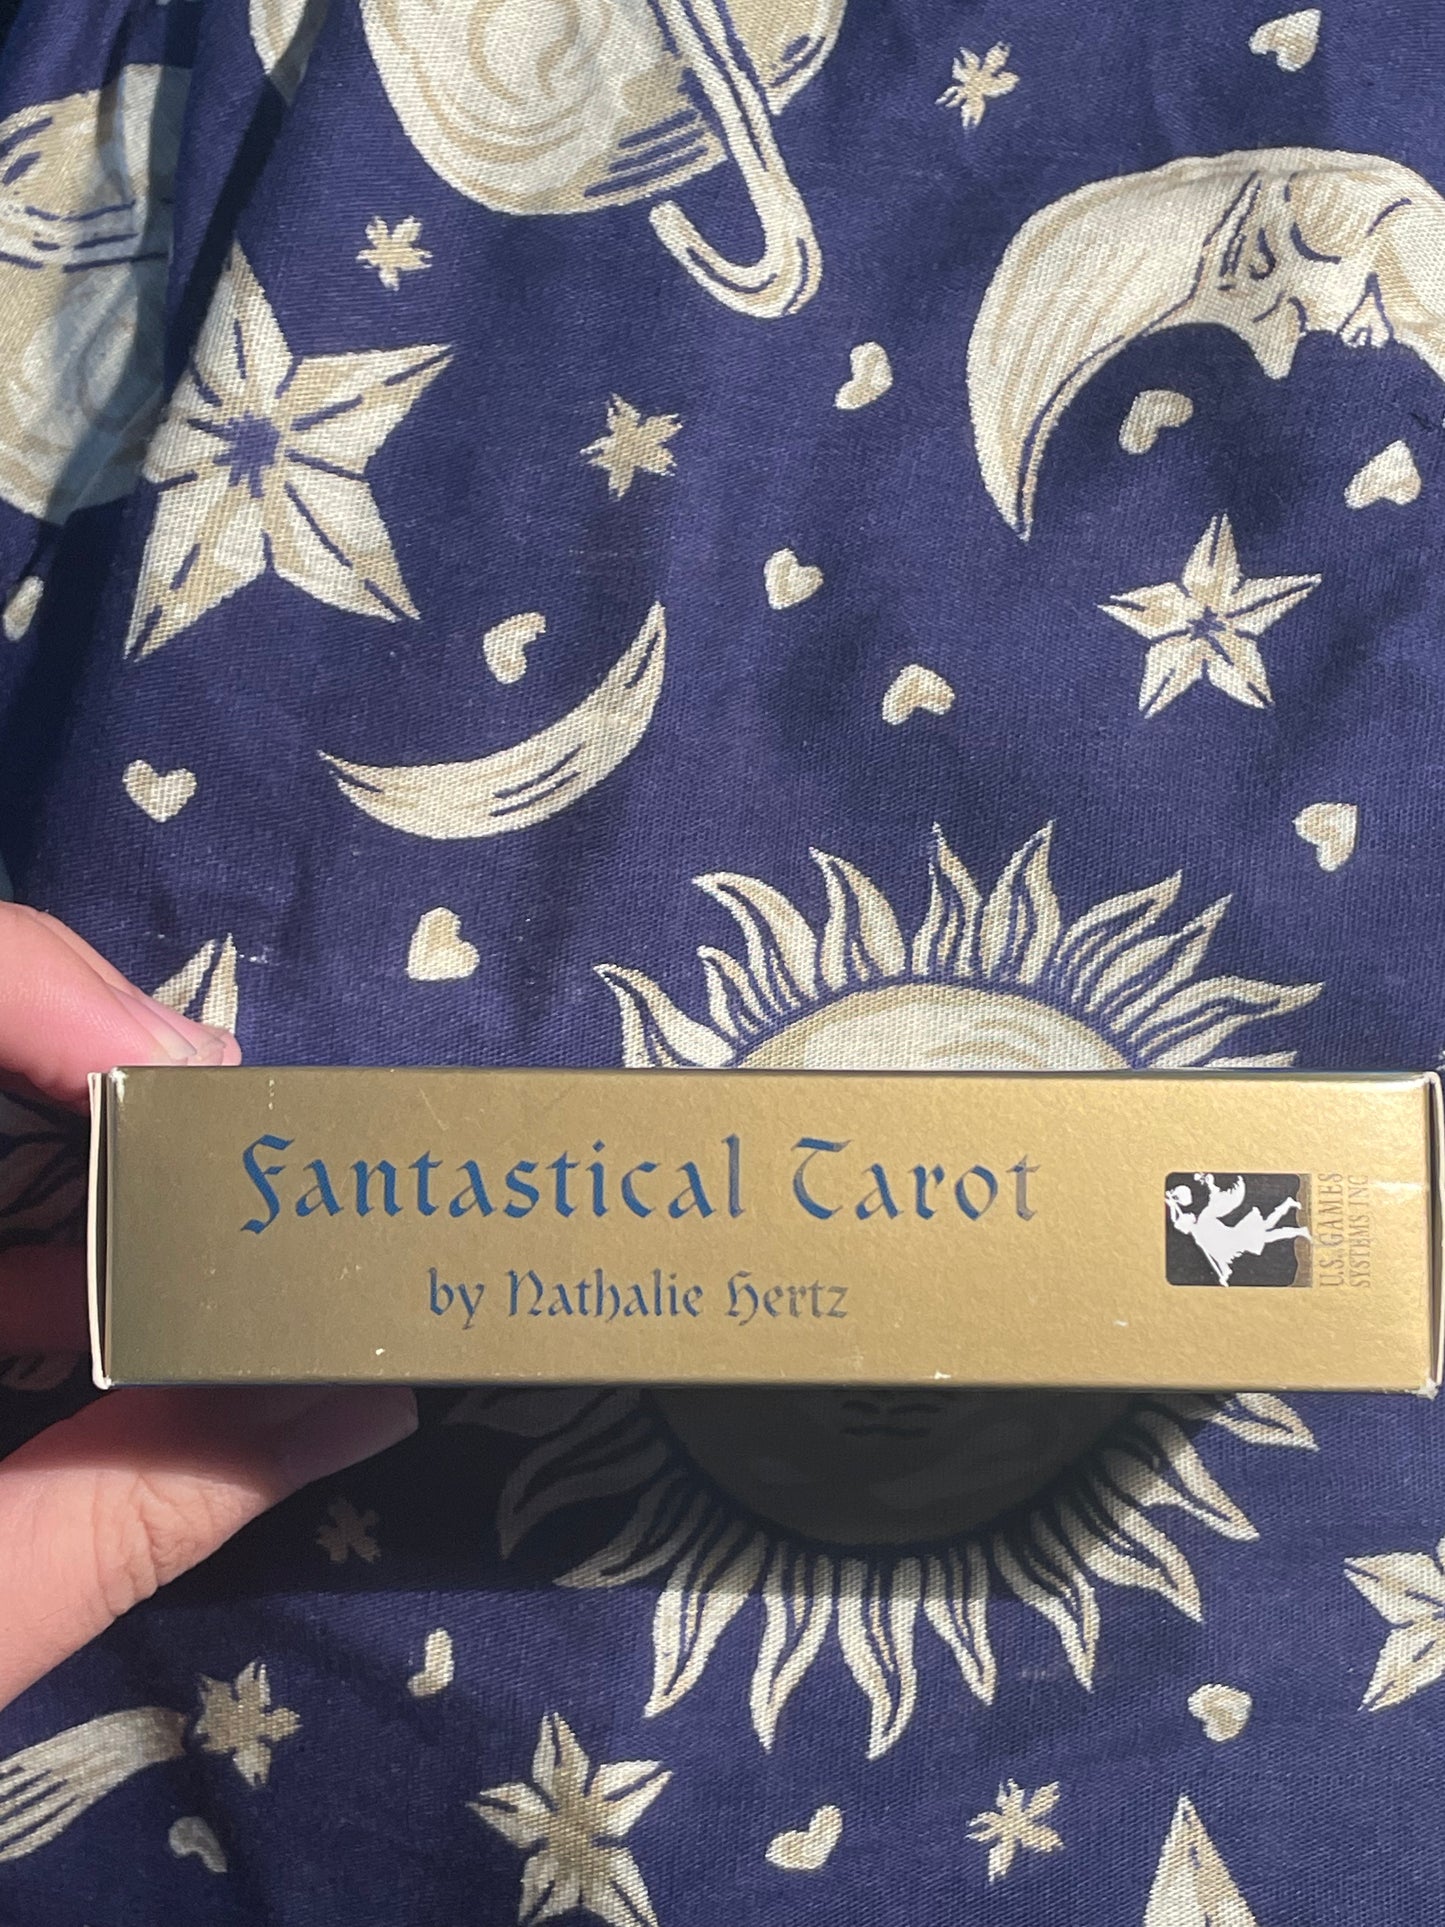 Fantastical Tarot
by Nathalie Hertz
U.S. GAMES
SYSTEMS INC